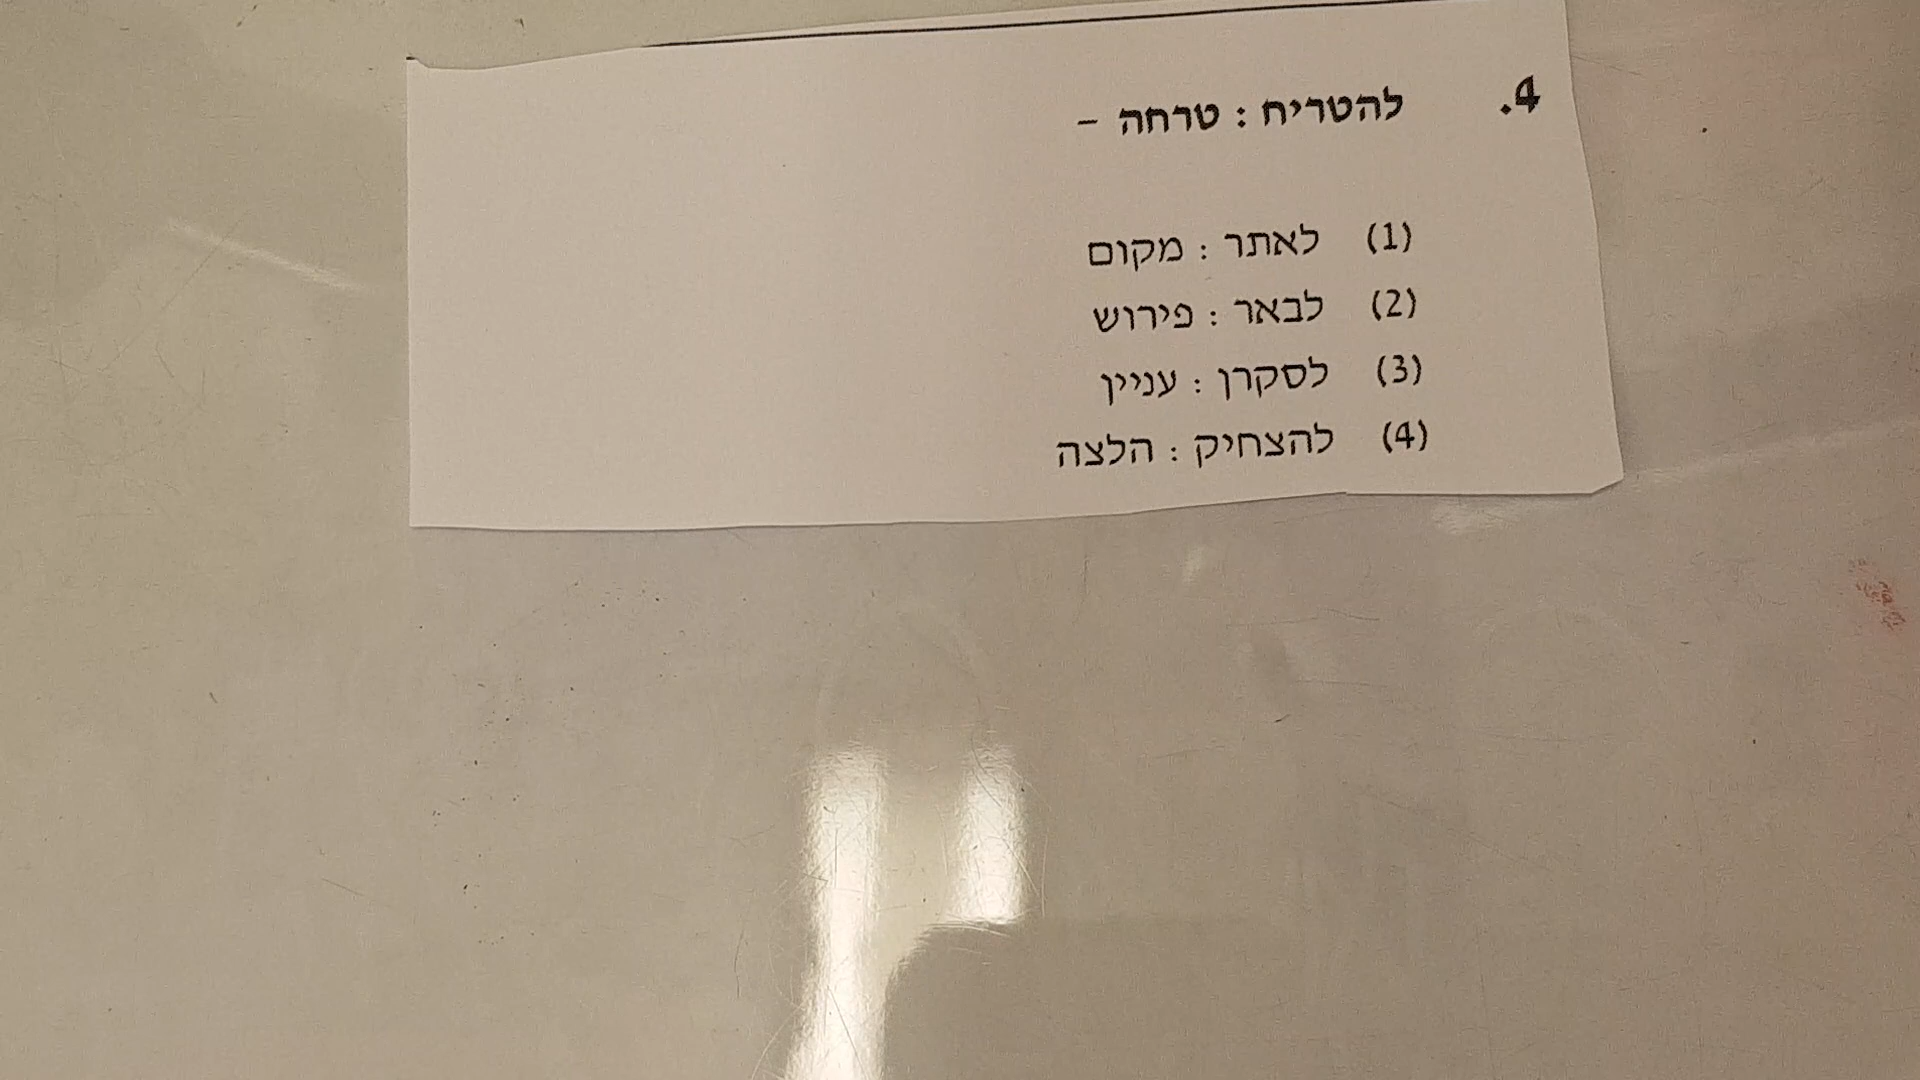 4. להטריח : טרחה –
(1) לאתר : מקום
(2) לבאר : פירוש
(3) לסקרן : עניין
(4) להצחיק : הלצה